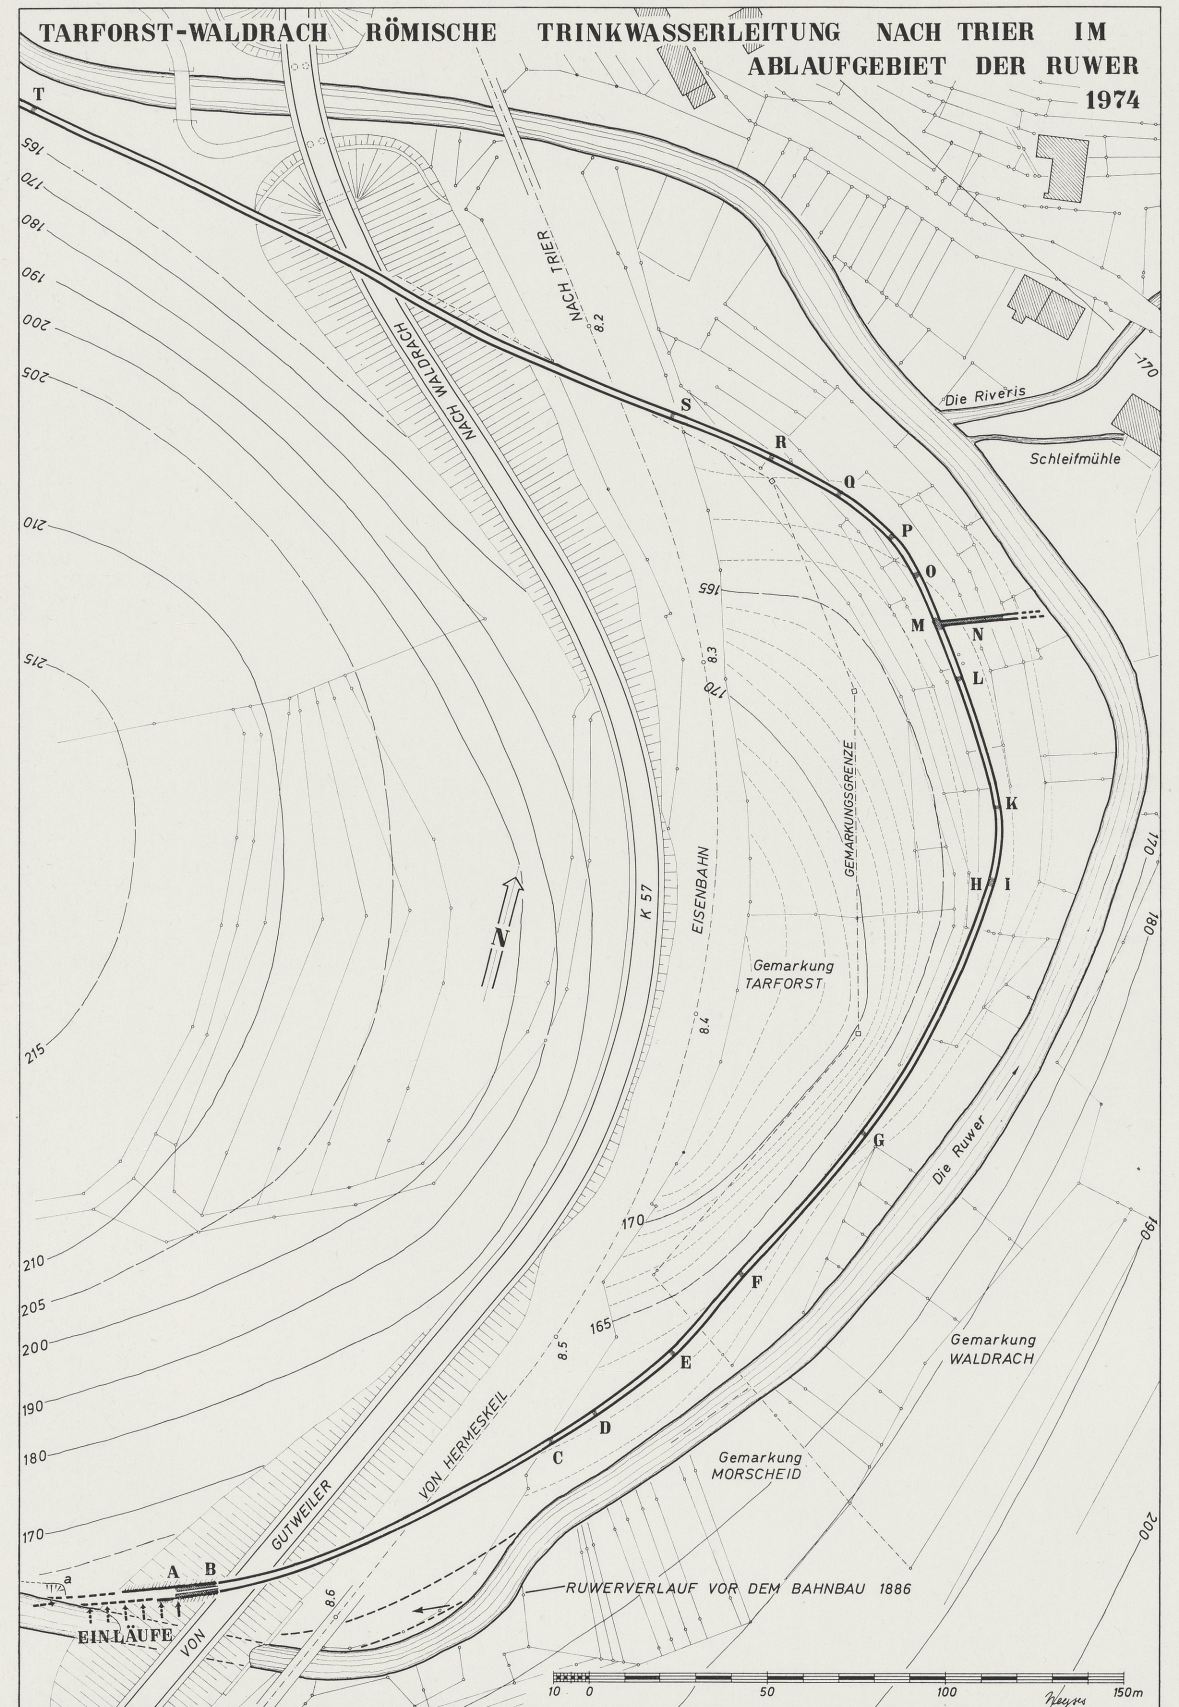 TARFORST-WALDRACH RÖMISCHE TRINKWASSERLEITUNG NACH TRIER IM
ABLAUFGEBIET DER RUWER
1974
T
165
170
180
190
200
205
210
215
NACH TRIER
8.2
NACH WALDRACH
Die Riveris
170
Schleifmühle
S
R
Q
P
O
M
N
L
165
8.3
170
GEMARKUNGSGRENZE
K
H I
170
180
EISENBAHN
K 57
N
Gemarkung
TARFORST
8.4
215
G
Die Ruwer
170
190
210
F
205
165
200
8.5
E
Gemarkung
WALDRACH
190
D
180
C
VON HERMESKEIL
Gemarkung
MORSCHEID
GUTWEILER
170
200
a
A
B
8.6
RUWERVERLAUF VOR DEM BAHNBAU 1886
EINLÄUFE
VON
10 0 50 100 150m